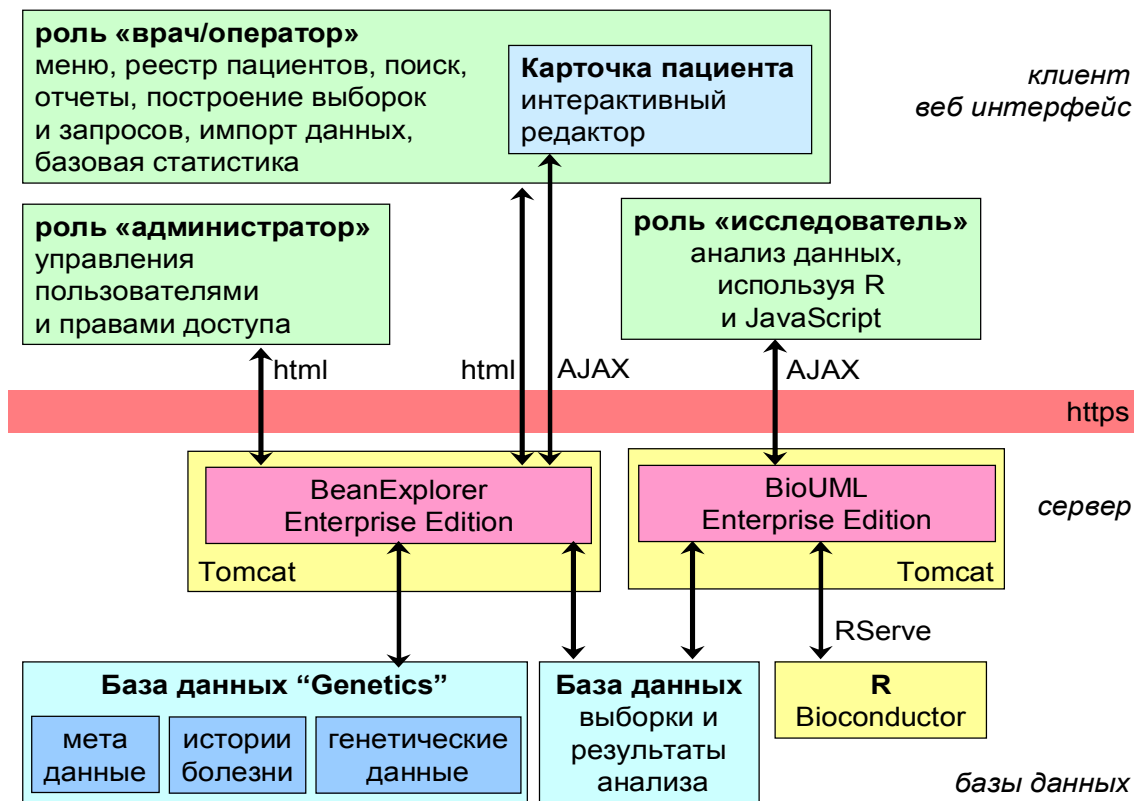 роль «врач/оператор»
меню, реестр пациентов, поиск,
отчеты, построение выборок
и запросов, импорт данных,
базовая статистика
Карточка пациента
интерактивный
редактор
клиент
веб интерфейс
роль «администратор»
управления
пользователями
и правами доступа
роль «исследователь»
анализ данных,
используя R
и JavaScript
html
html
AJAX
AJAX
https
BeanExplorer
Enterprise Edition
Tomcat
BioUML
Enterprise Edition
Tomcat
сервер
RServe
База данных “Genetics”
мета
данные
истории
болезни
генетические
данные
База данных
выборки и
результаты
анализа
R
Bioconductor
базы данных